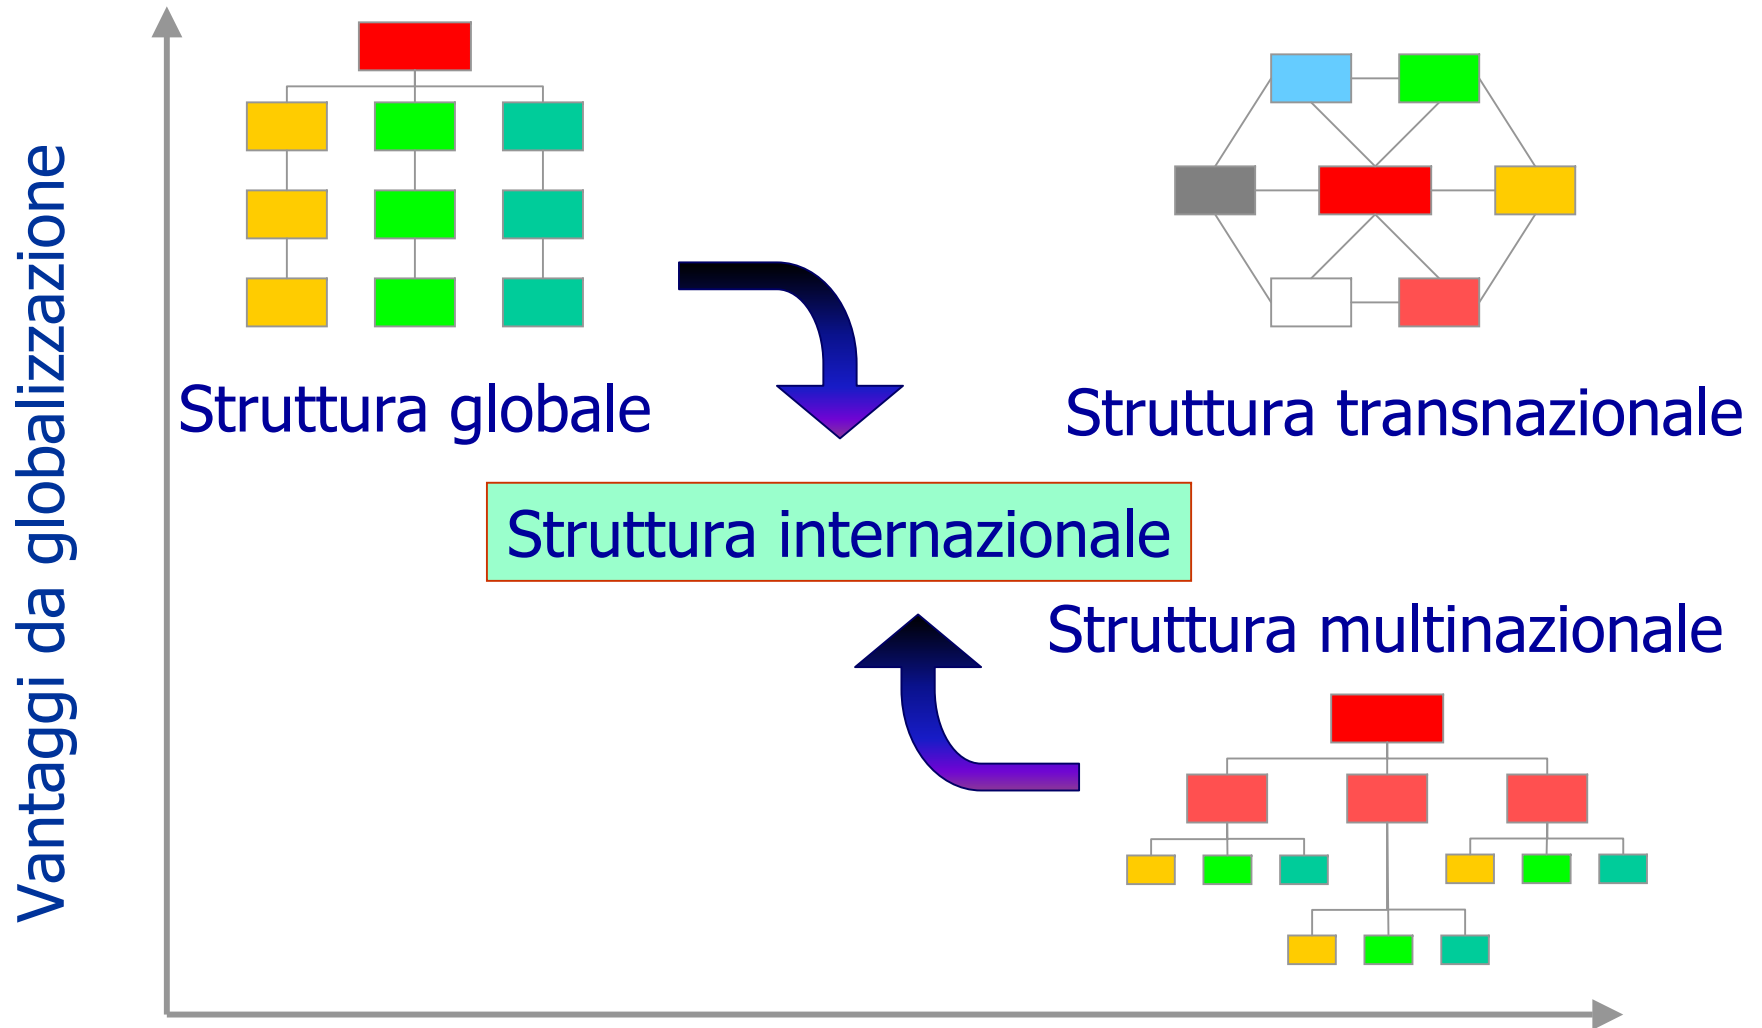 Vantaggi da globalizzazione
Struttura globale
Struttura transnazionale
Struttura internazionale
Struttura multinazionale